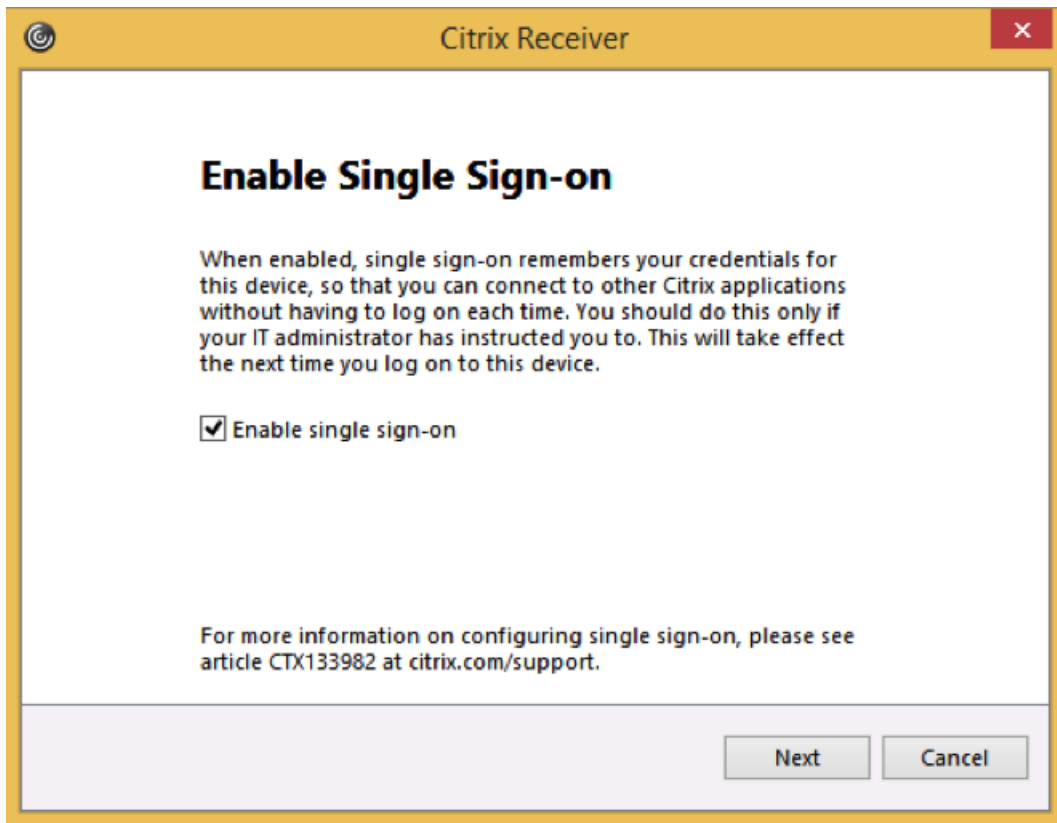 Citrix Receiver
Enable Single Sign-on
When enabled, single sign-on remembers your credentials for
this device, so that you can connect to other Citrix applications
without having to log on each time. You should do this only if
your IT administrator has instructed you to. This will take effect
the next time you log on to this device.
Enable single sign-on
For more information on configuring single sign-on, please see
article CTX133982 at citrix.com/support.
Next Cancel